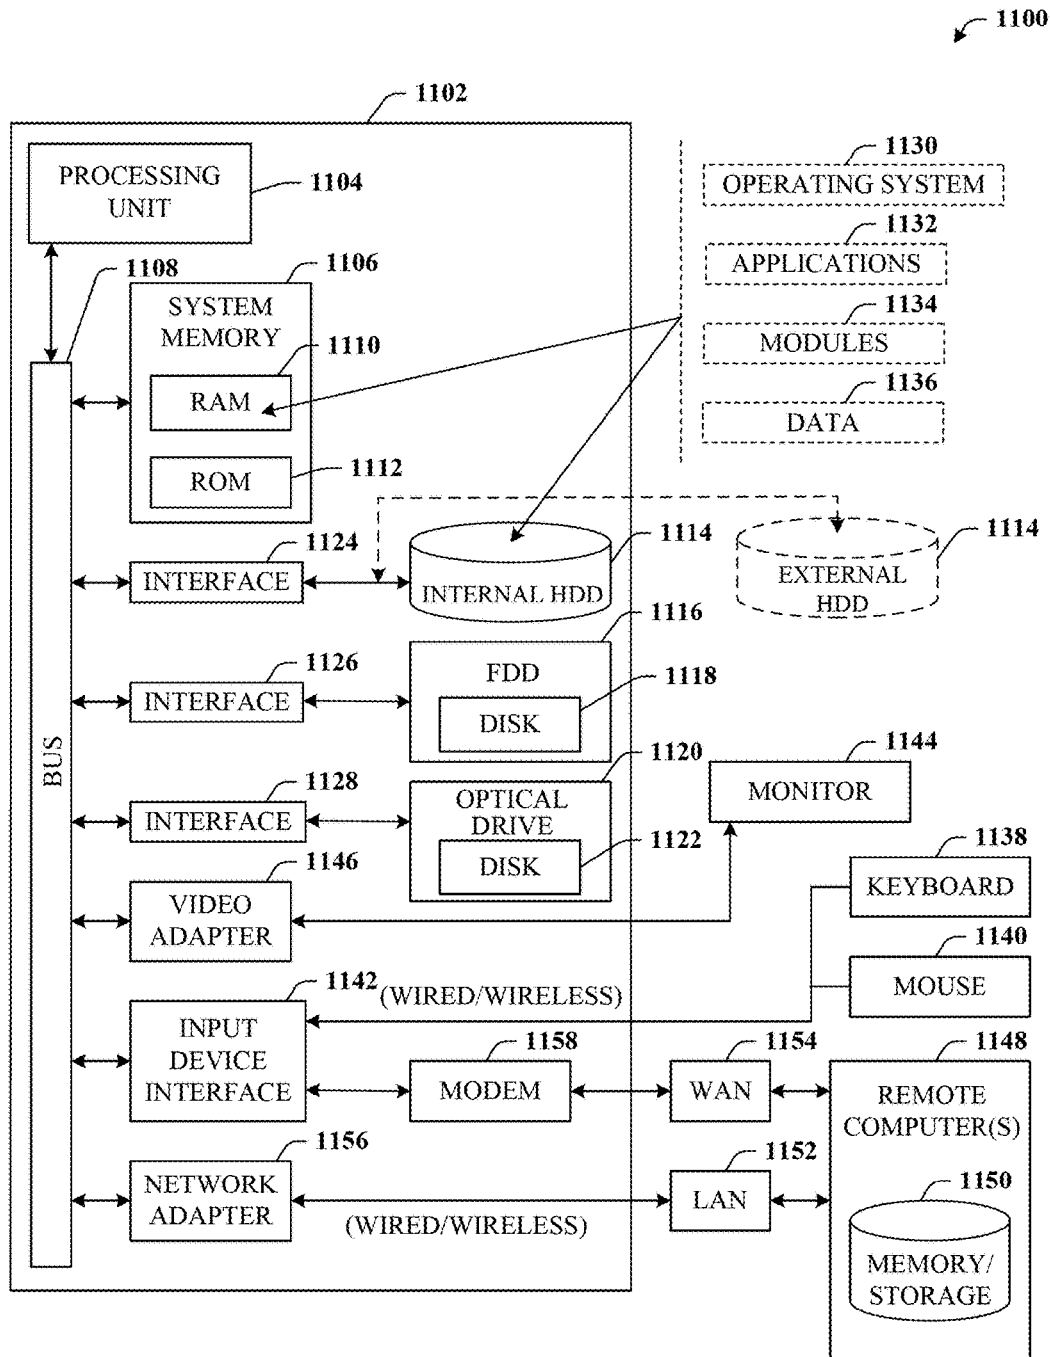 1100
1102
PROCESSING
UNIT
1104
1130
OPERATING SYSTEM
1132
APPLICATIONS
1134
MODULES
1136
DATA
1108
1106
SYSTEM
MEMORY
1110
RAM
1112
ROM
1124
INTERFACE
1114
INTERNAL HDD
1114
EXTERNAL
HDD
1126
INTERFACE
1116
FDD
1118
DISK
BUS
1128
INTERFACE
1120
OPTICAL
DRIVE
1122
DISK
1144
MONITOR
1146
VIDEO
ADAPTER
1138
KEYBOARD
1140
MOUSE
1142
(WIRED/WIRELESS)
INPUT
DEVICE
INTERFACE
1158
MODEM
1154
WAN
1148
REMOTE
COMPUTER(S)
1156
NETWORK
ADAPTER
(WIRED/WIRELESS)
1152
LAN
1150
MEMORY/
STORAGE